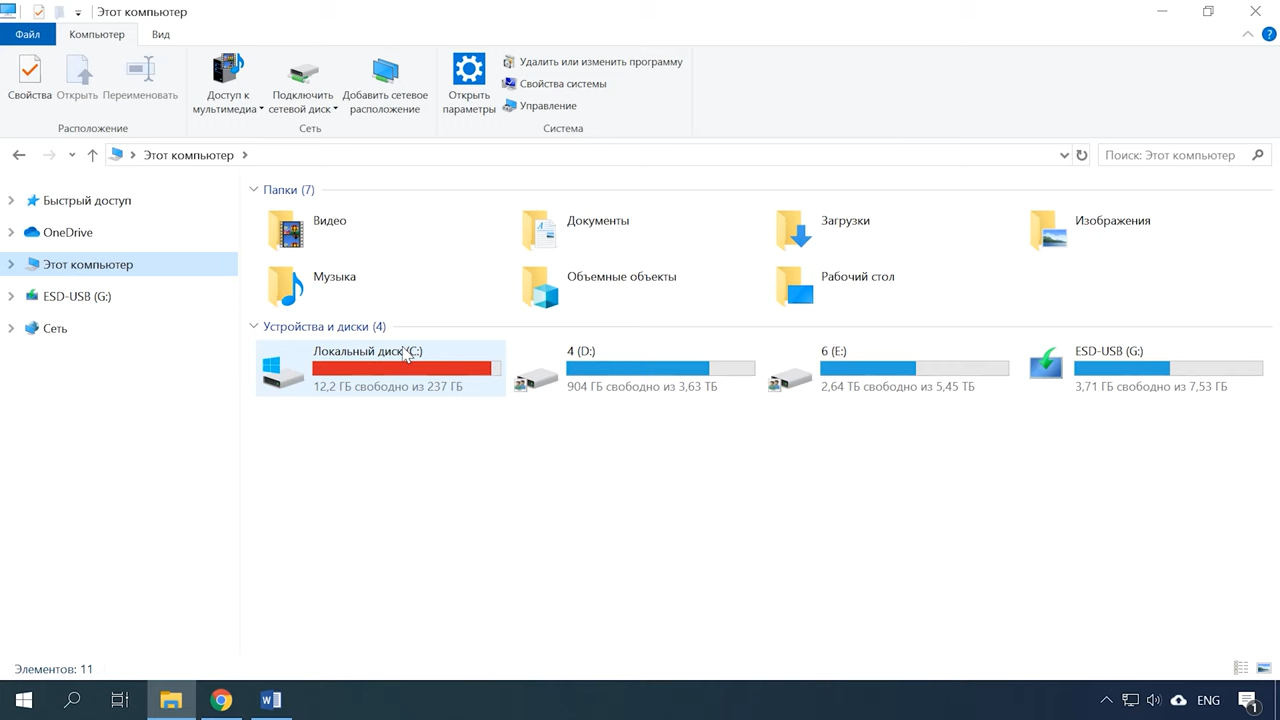 Этот компьютер
Файл
Компьютер
Вид
Свойства
Открыть
Переименовать
Расположение
Доступ к мультимедиа
Подключить сетевой диск
Добавить сетевое расположение
Сеть
Открыть параметры
Удалить или изменить программу
Свойства системы
Управление
Система
Этот компьютер
Поиск: Этот компьютер
Быстрый доступ
OneDrive
Этот компьютер
ESD-USB (G:)
Сеть
Папки (7)
Видео
Документы
Загрузки
Изображения
Музыка
Объемные объекты
Рабочий стол
Устройства и диски (4)
Локальный диск (C:)
12,2 ГБ свободно из 237 ГБ
4 (D:)
904 ГБ свободно из 3,63 ТБ
6 (E:)
2,64 ТБ свободно из 5,45 ТБ
ESD-USB (G:)
3,71 ГБ свободно из 7,53 ГБ
Элементов: 11
ENG
1